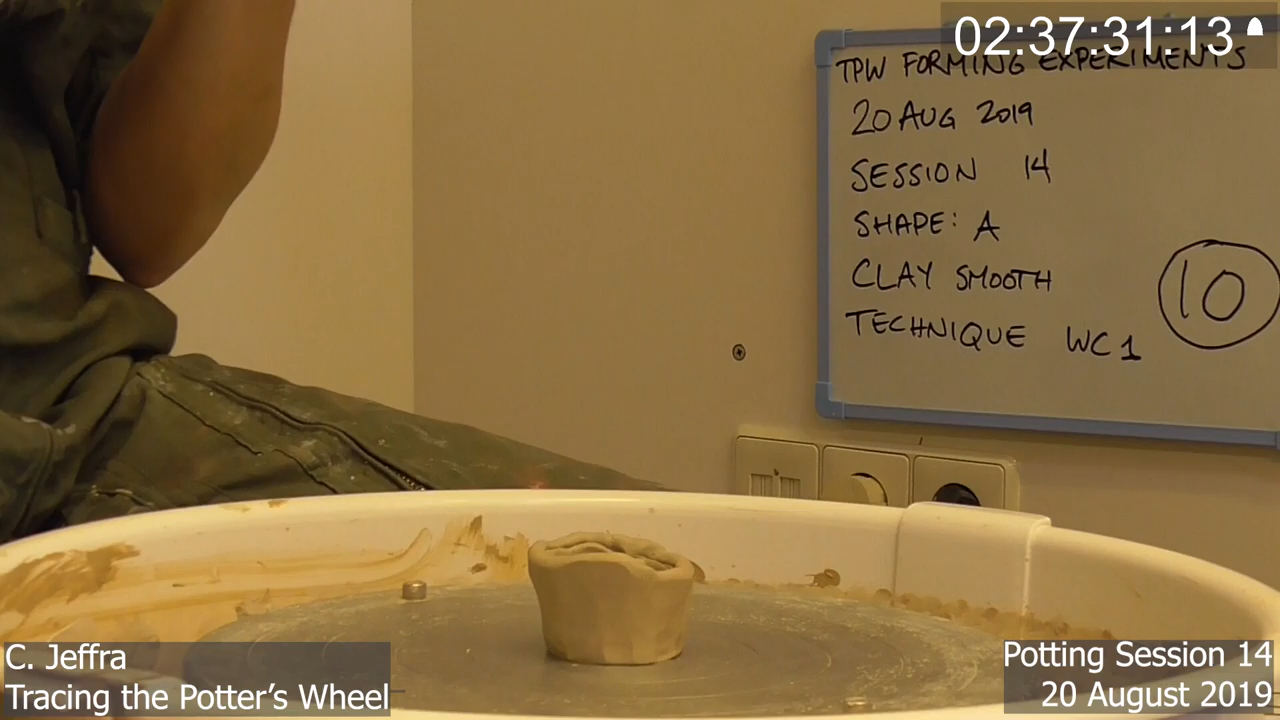 02:37:31:13
TPW FORMING EXPERIMENTS
20 AUG 2019
SESSION 14
SHAPE: A
CLAY SMOOTH
10
TECHNIQUE WC1
C. Jeffra
Tracing the Potter's Wheel
Potting Session 14
20 August 2019